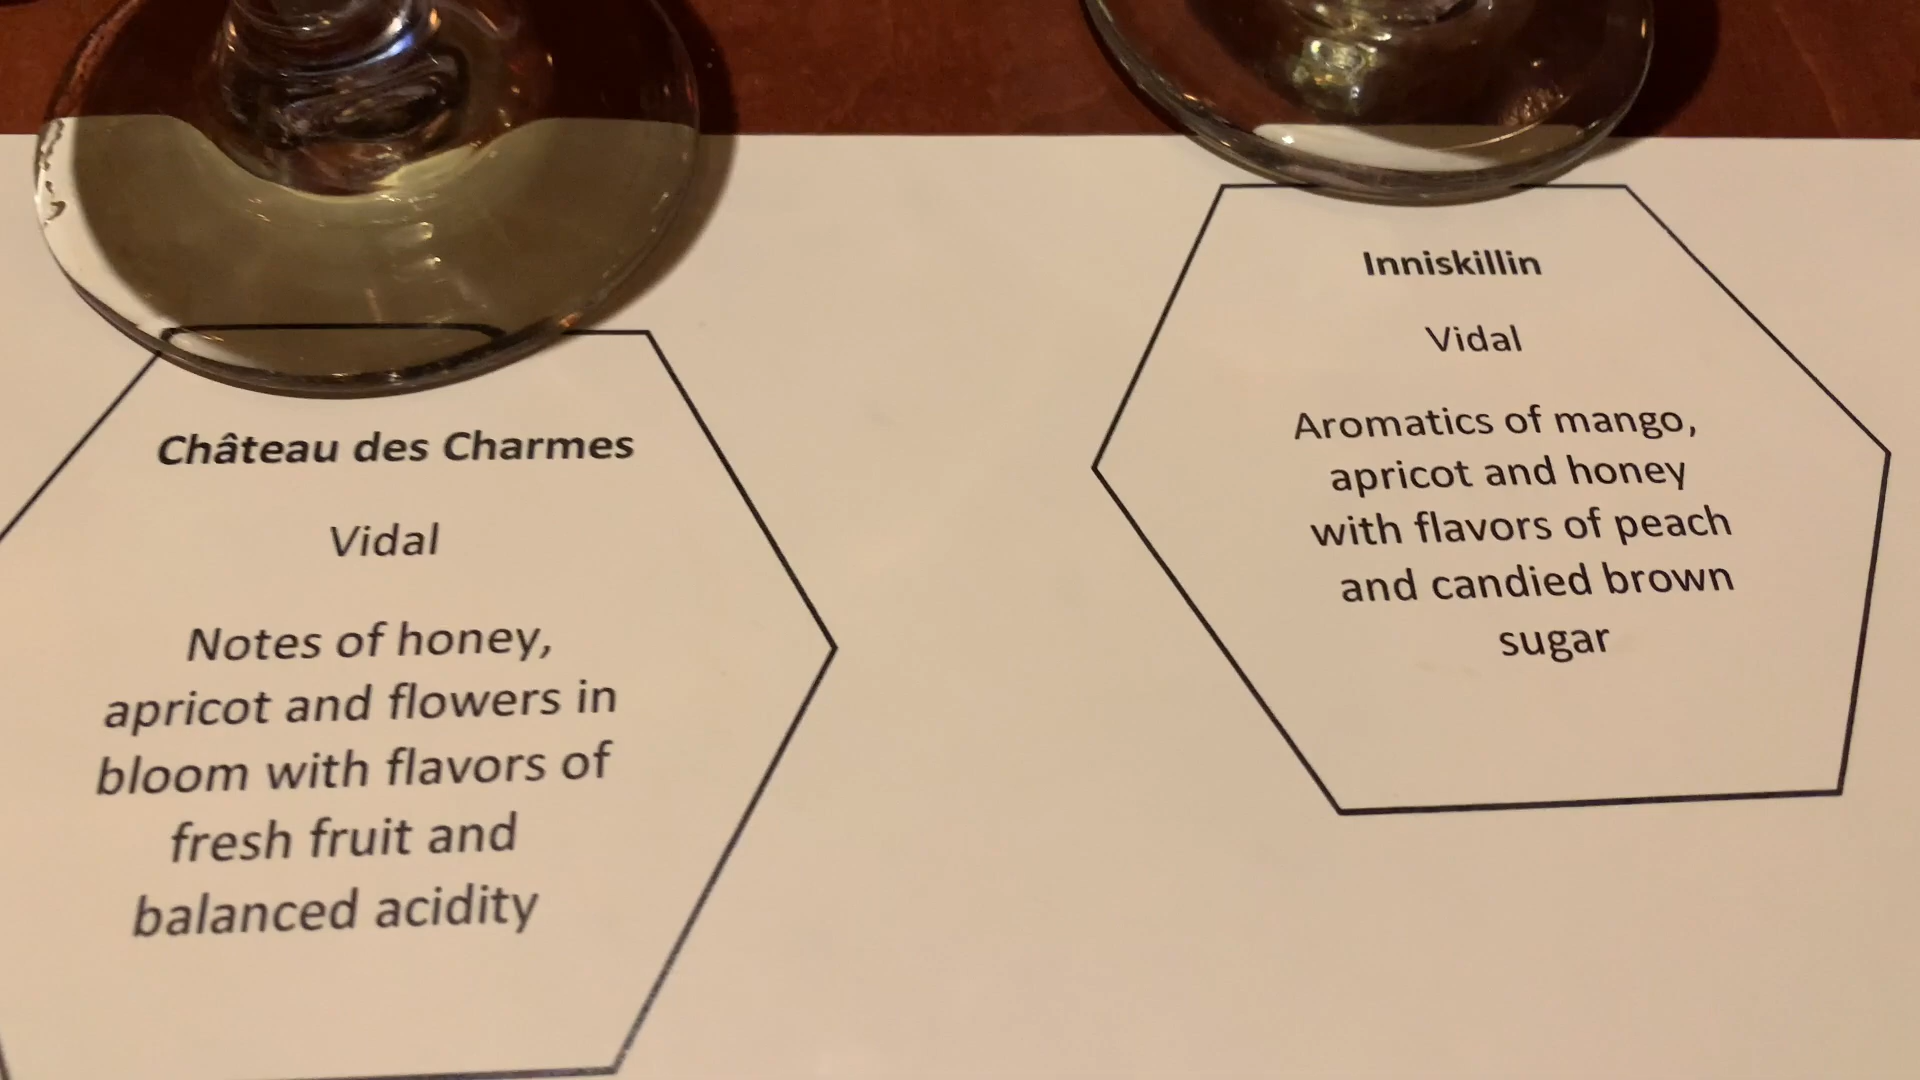 Château des Charmes
Vidal
Notes of honey,
apricot and flowers in
bloom with flavors of
fresh fruit and
balanced acidity
Inniskillin
Vidal
Aromatics of mango,
apricot and honey
with flavors of peach
and candied brown
sugar